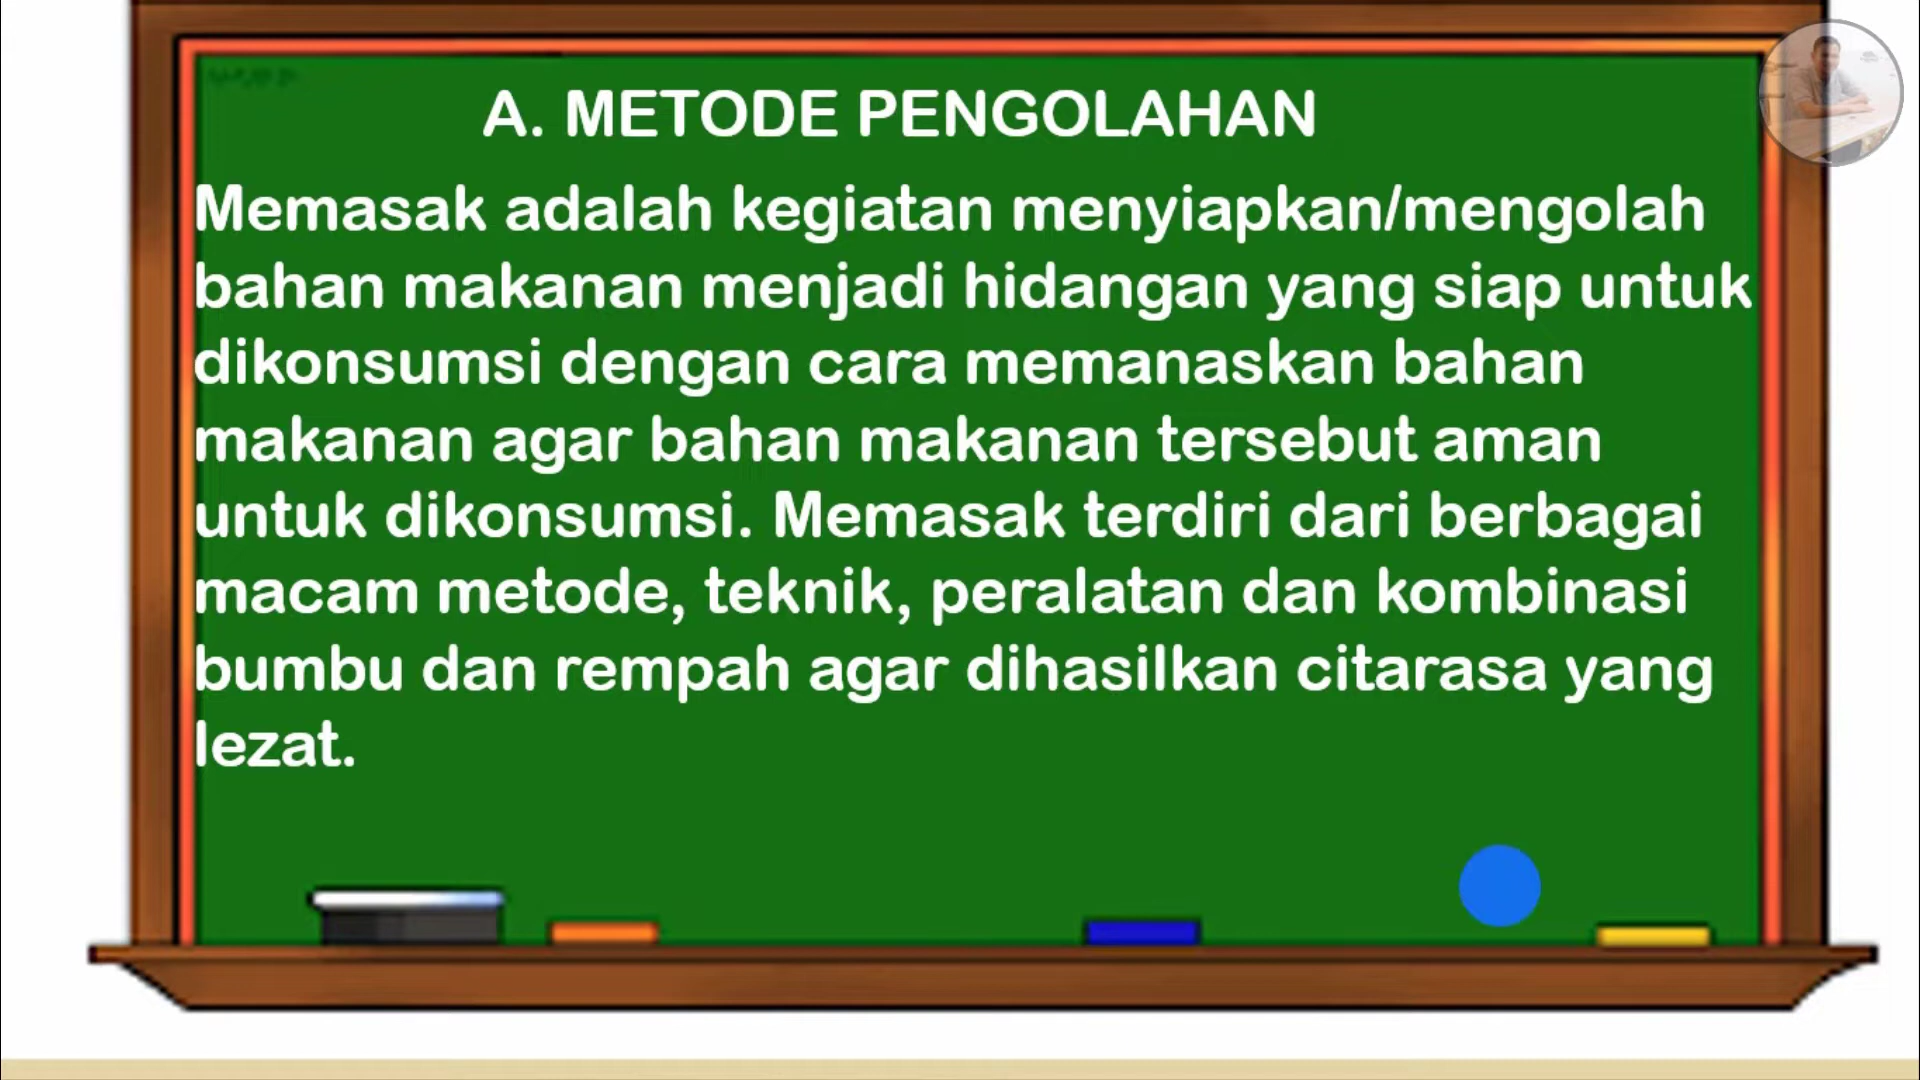 A. METODE PENGOLAHAN
Memasak adalah kegiatan menyiapkan/mengolah
bahan makanan menjadi hidangan yang siap untuk
dikonsumsi dengan cara memanaskan bahan
makanan agar bahan makanan tersebut aman
untuk dikonsumsi. Memasak terdiri dari berbagai
macam metode, teknik, peralatan dan kombinasi
bumbu dan rempah agar dihasilkan citarasa yang
lezat.